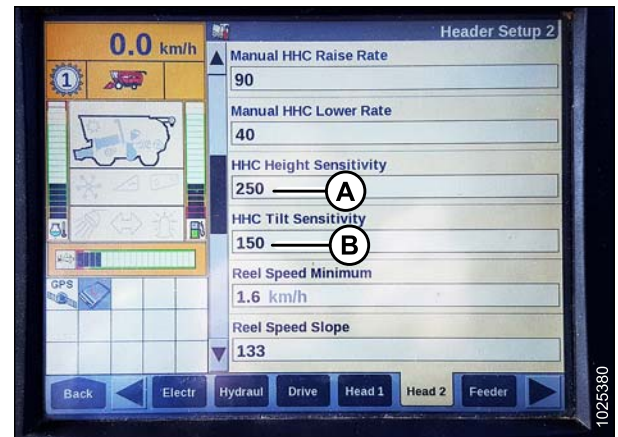 0.0 km/h
Header Setup 2
1
Manual HHC Raise Rate
90
Manual HHC Lower Rate
40
HHC Height Sensitivity
250
A
HHC Tilt Sensitivity
150
B
GPS
Reel Speed Minimum
1.6 km/h
Reel Speed Slope
133
Back
Electr
Hydraul
Drive
Head 1
Head 2
Feeder
1025380